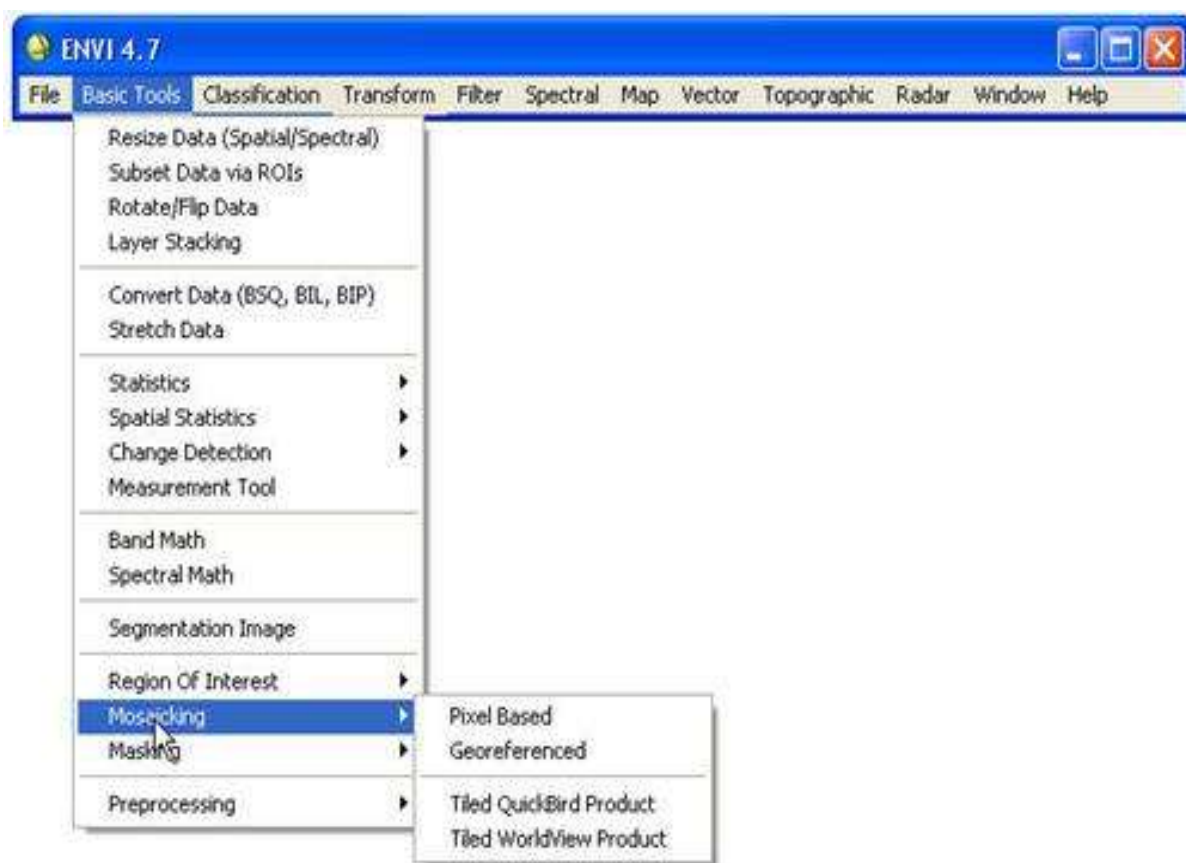 ENVI 4.7
File Basic Tools Classification Transform Filter Spectral Map Vector Topographic Radar Window Help
Resize Data (Spatial/Spectral)
Subset Data via ROIs
Rotate/Flip Data
Layer Stacking
Convert Data (BSQ, BIL, BIP)
Stretch Data
Statistics
Spatial Statistics
Change Detection
Measurement Tool
Band Math
Spectral Math
Segmentation Image
Region Of Interest
Mosaicking
Masking
Preprocessing
Pixel Based
Georeferenced
Tiled QuickBird Product
Tiled WorldView Product